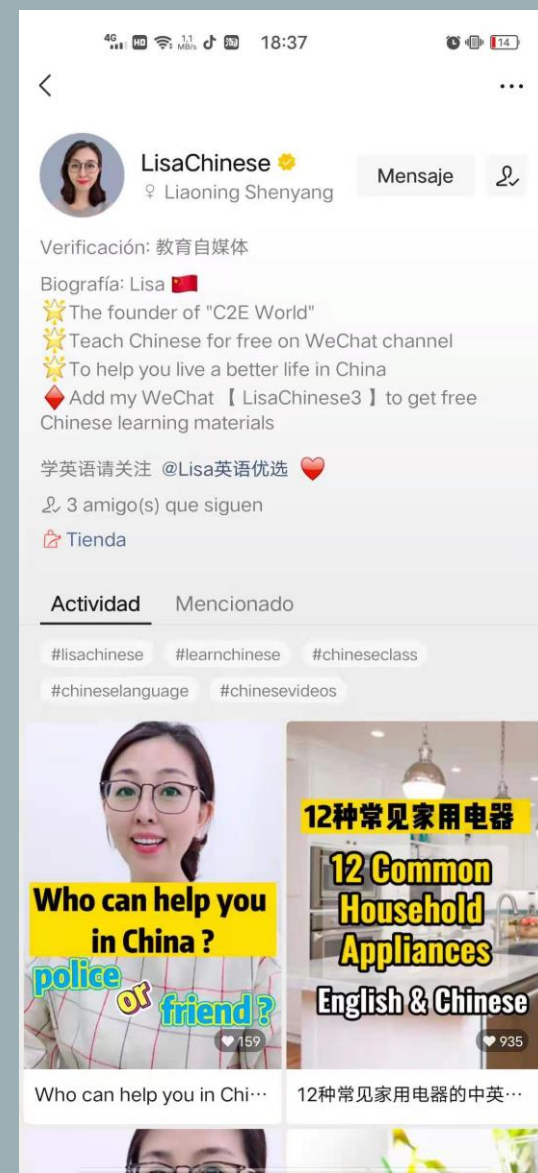 4G HD 1.1 MB/s 淘 18:37 14
LisaChinese
Mensaje
♀ Liaoning Shenyang
Verificación: 教育自媒体
Biografía: Lisa 🇨🇳
🌟The founder of "C2E World"
🌟Teach Chinese for free on WeChat channel
🌟To help you live a better life in China
♦️Add my WeChat 【 LisaChinese3 】to get free
Chinese learning materials
学英语请关注 @Lisa英语优选 ❤️
3 amigo(s) que siguen
Tienda
Actividad Mencionado
#lisachinese #learnchinese #chineseclass
#chineselanguage #chinesevideos
Who can help you
in China ?
police
or
friend ?
159
Who can help you in Chi…
12种常见家用电器
12 Common
Household
Appliances
English & Chinese
935
12种常见家用电器的中英…